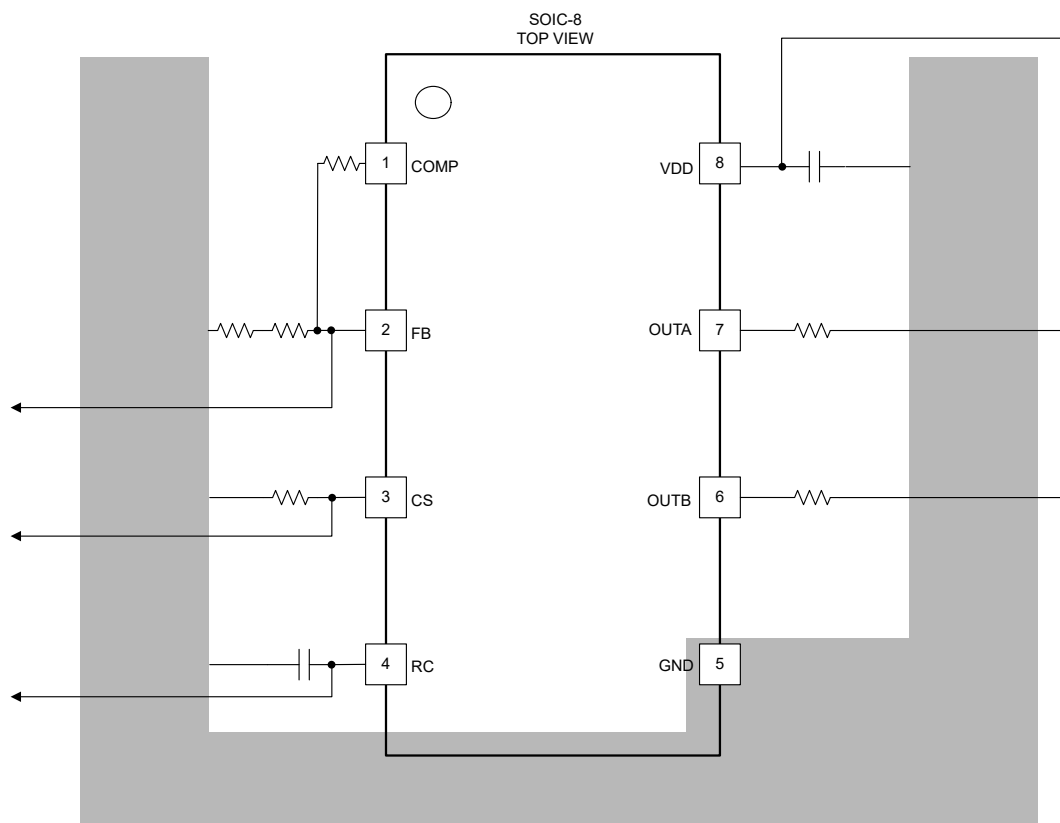 SOIC-8
TOP VIEW
1 COMP
VDD 8
2 FB
OUTA 7
3 CS
OUTB 6
4 RC
GND 5